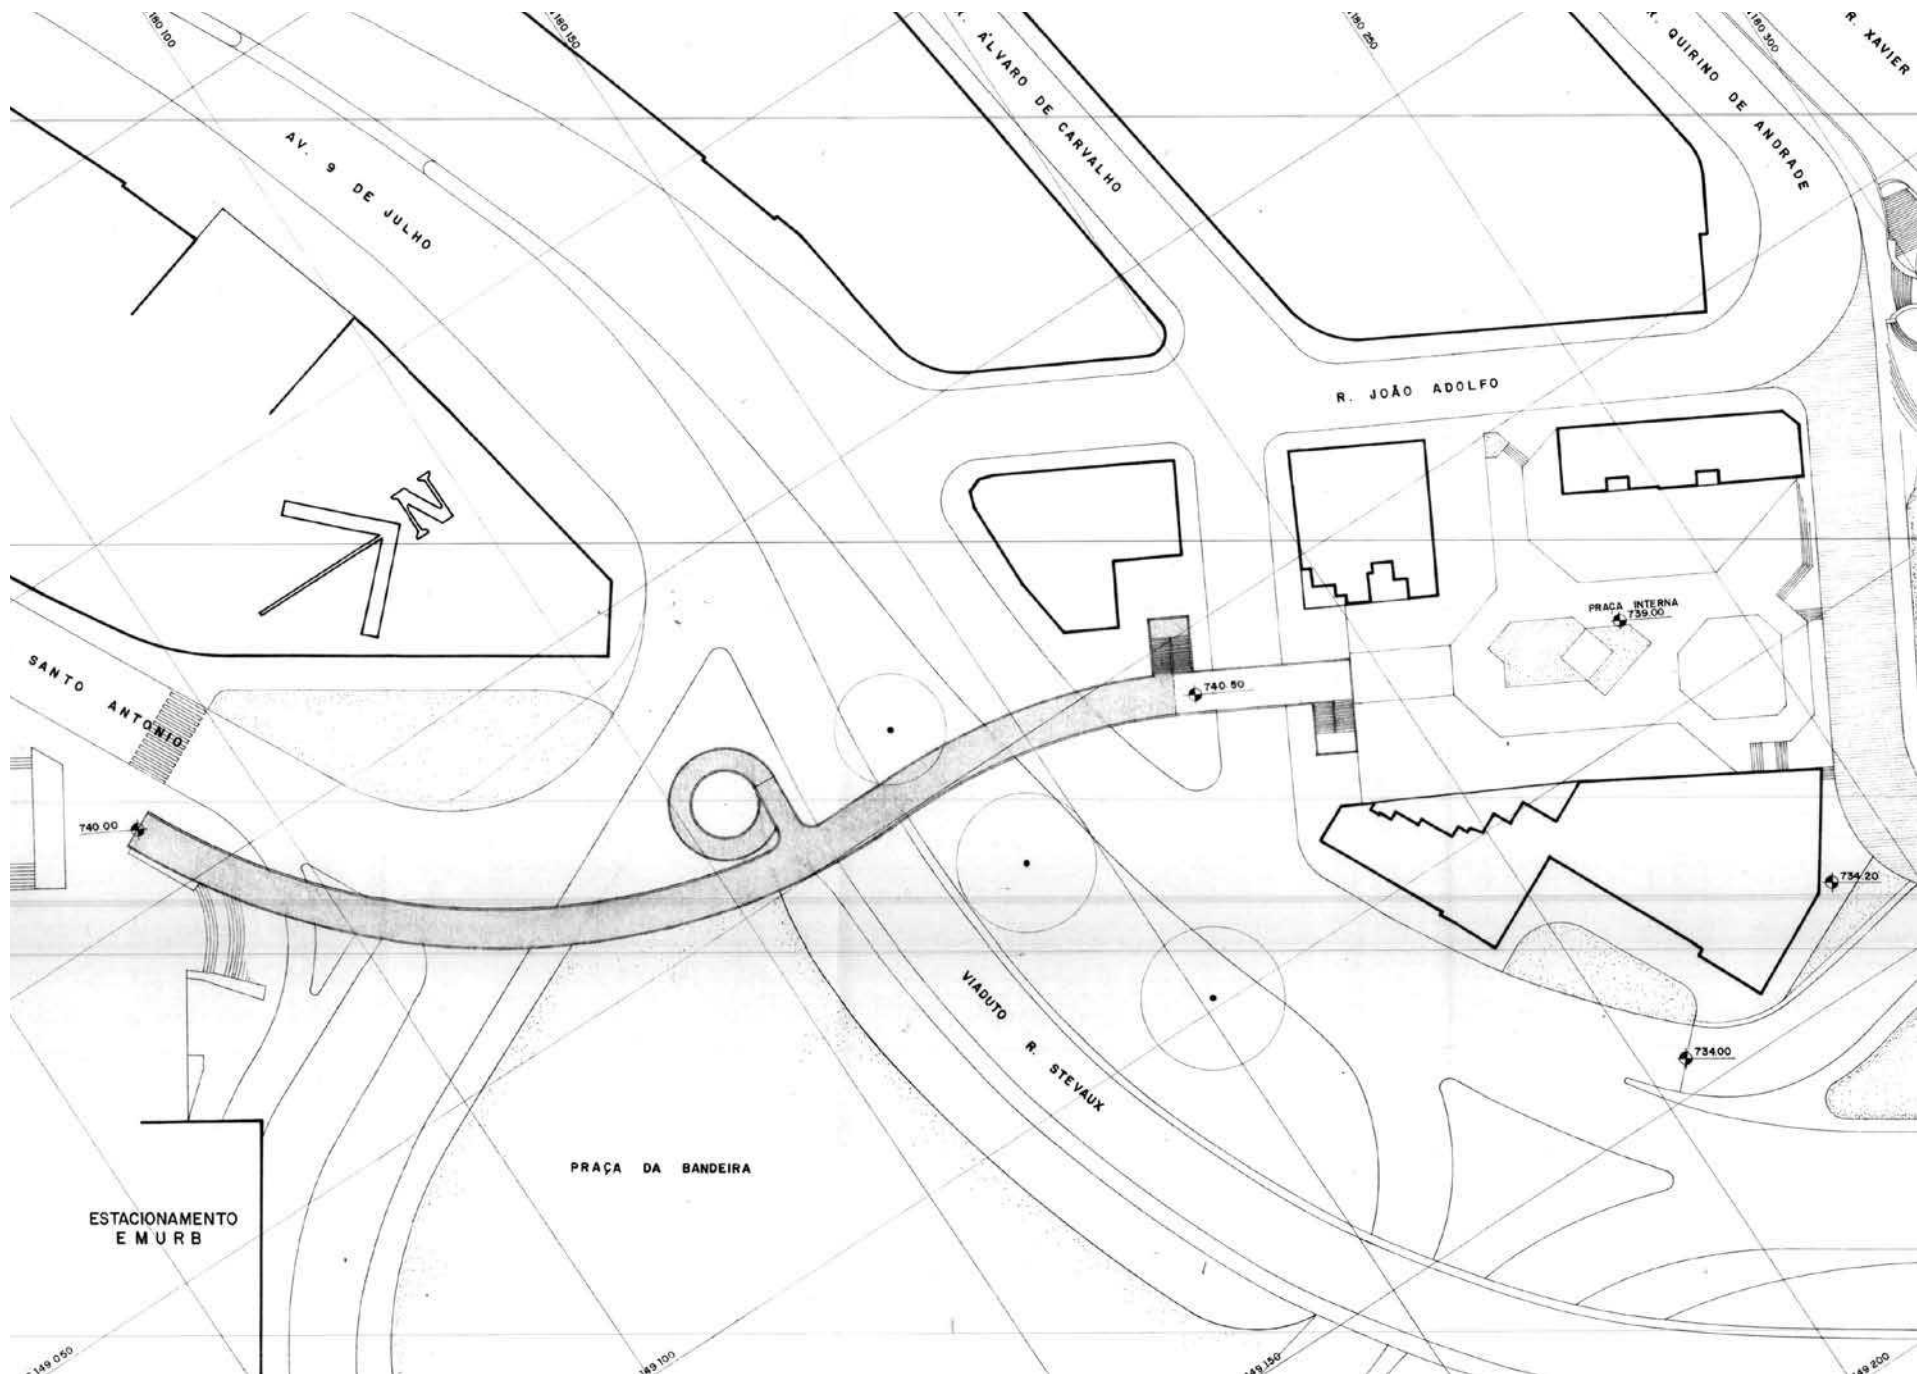 180 100
180 150
R. ÁLVARO DE CARVALHO
180 250
R. QUIRINO DE ANDRADE
180 300
R. XAVIER
AV. 9 DE JULHO
R. JOÃO ADOLFO
N
PRAÇA INTERNA
739.00
SANTO ANTÔNIO
740.50
740.00
734.20
VIADUTO R. STEVAUX
734.00
PRAÇA DA BANDEIRA
ESTACIONAMENTO
EMURB
149 050
149 100
149 150
149 200